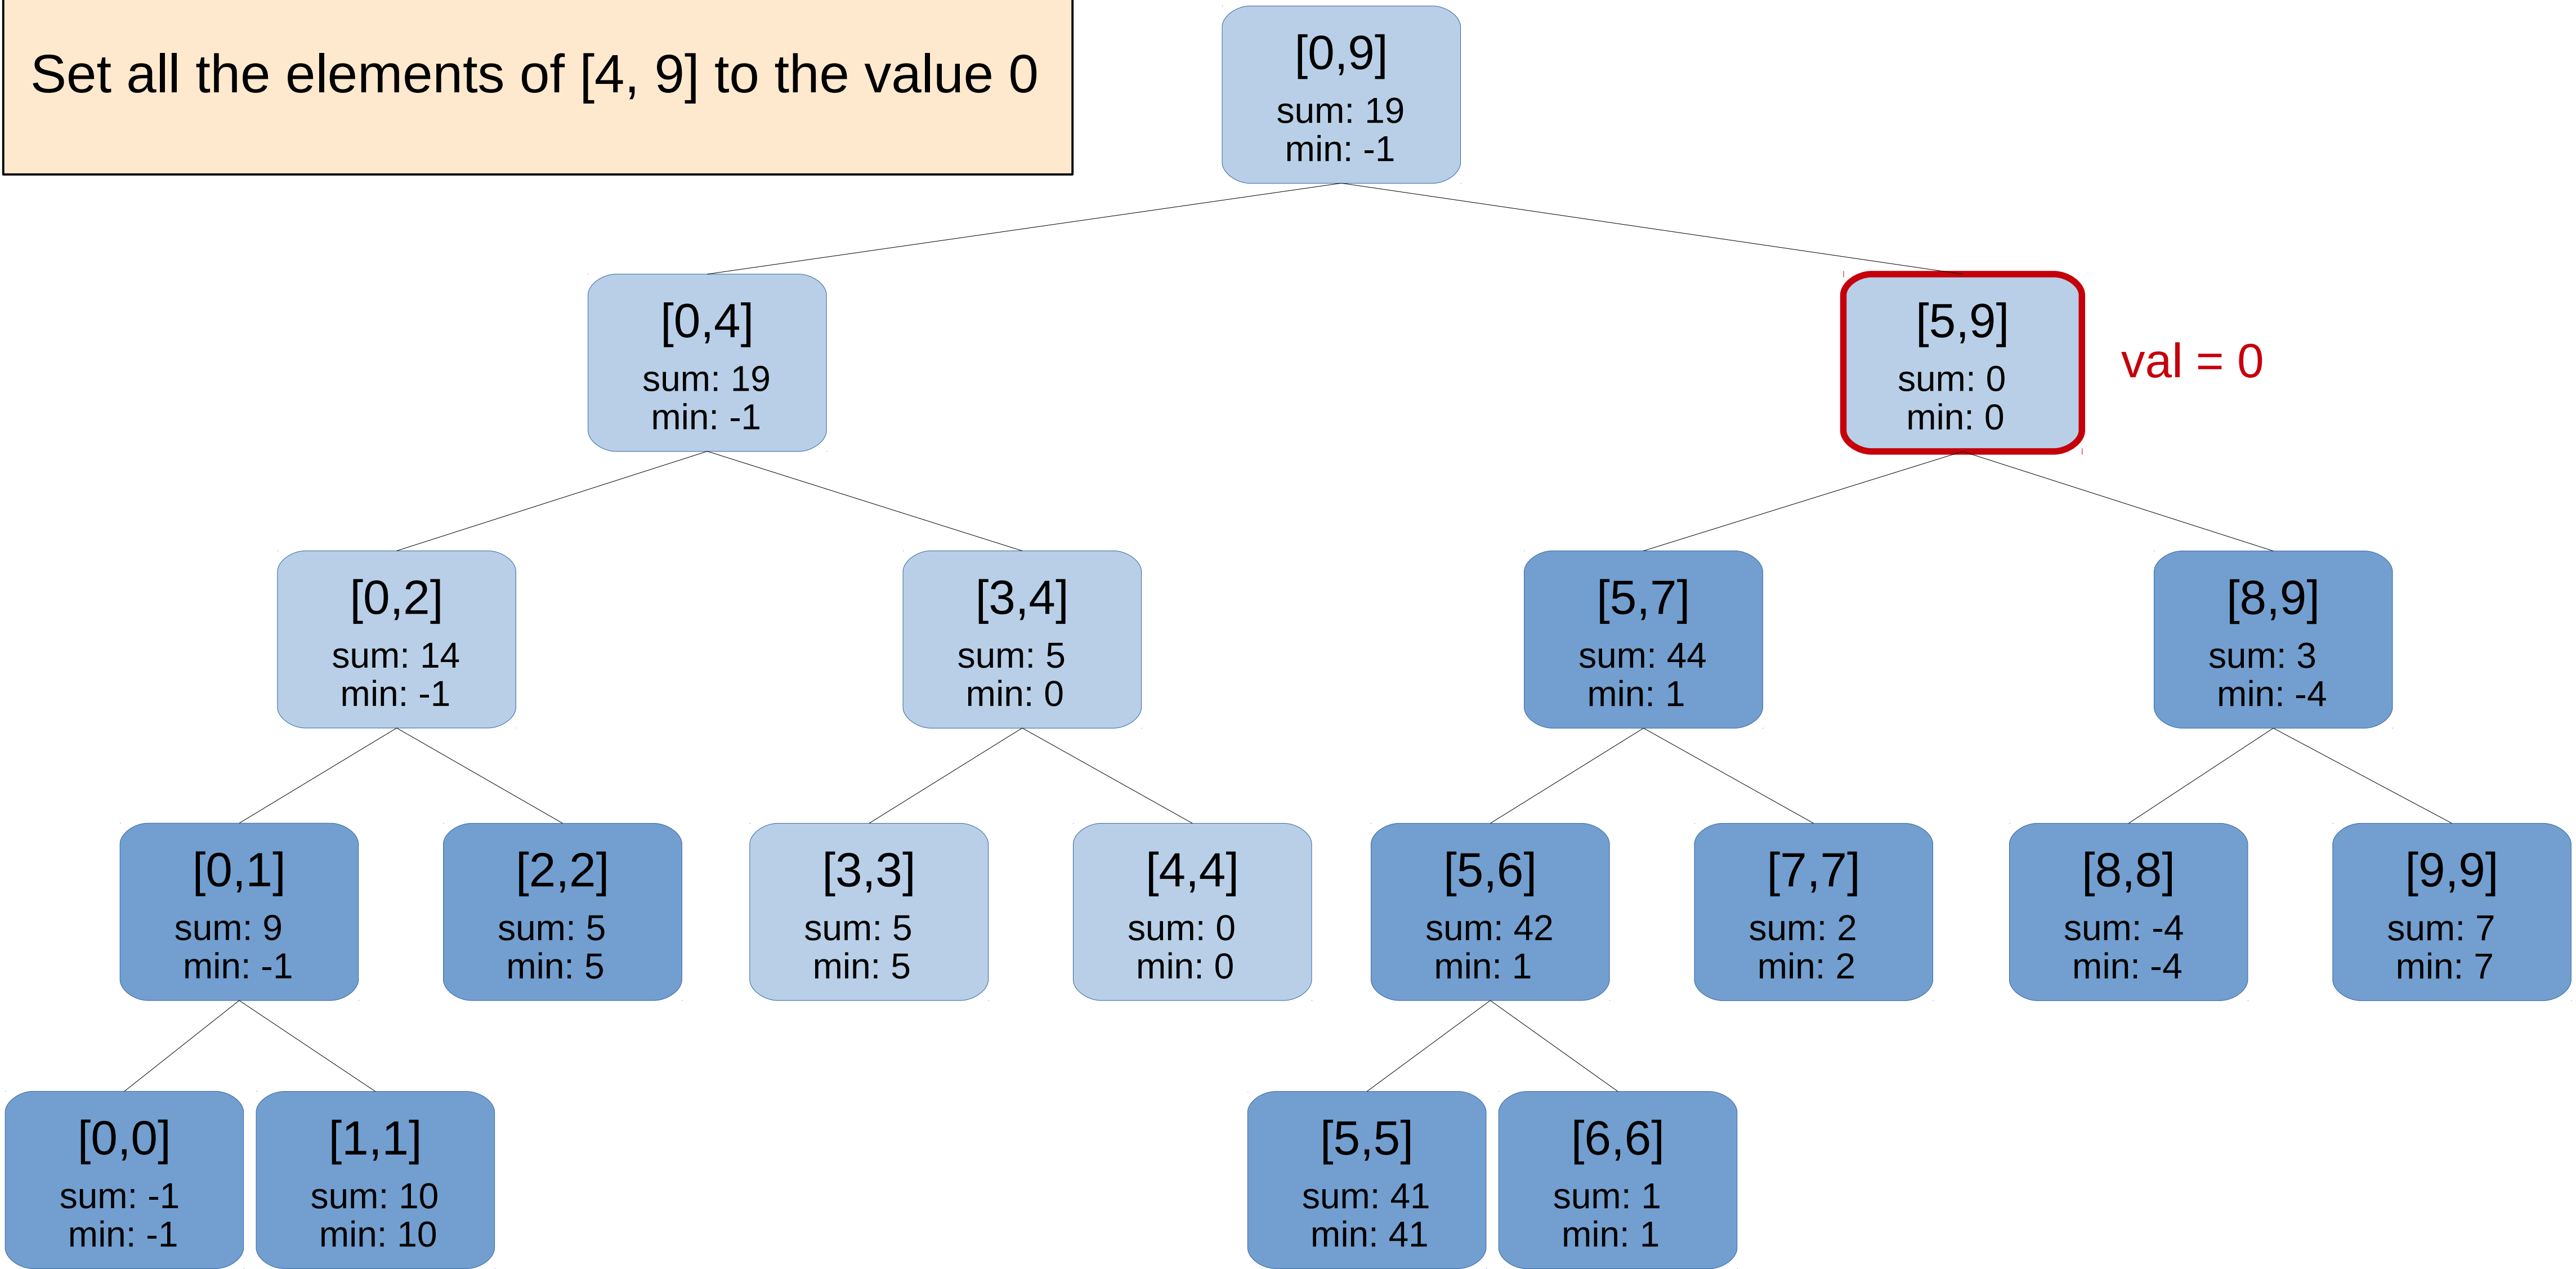 Set all the elements of [4, 9] to the value 0
[0,9]
sum: 19
min: -1
[0,4]
sum: 19
min: -1
[5,9]
sum: 0
min: 0
val = 0
[0,2]
sum: 14
min: -1
[3,4]
sum: 5
min: 0
[5,7]
sum: 44
min: 1
[8,9]
sum: 3
min: -4
[0,1]
sum: 9
min: -1
[2,2]
sum: 5
min: 5
[3,3]
sum: 5
min: 5
[4,4]
sum: 0
min: 0
[5,6]
sum: 42
min: 1
[7,7]
sum: 2
min: 2
[8,8]
sum: -4
min: -4
[9,9]
sum: 7
min: 7
[0,0]
sum: -1
min: -1
[1,1]
sum: 10
min: 10
[5,5]
sum: 41
min: 41
[6,6]
sum: 1
min: 1